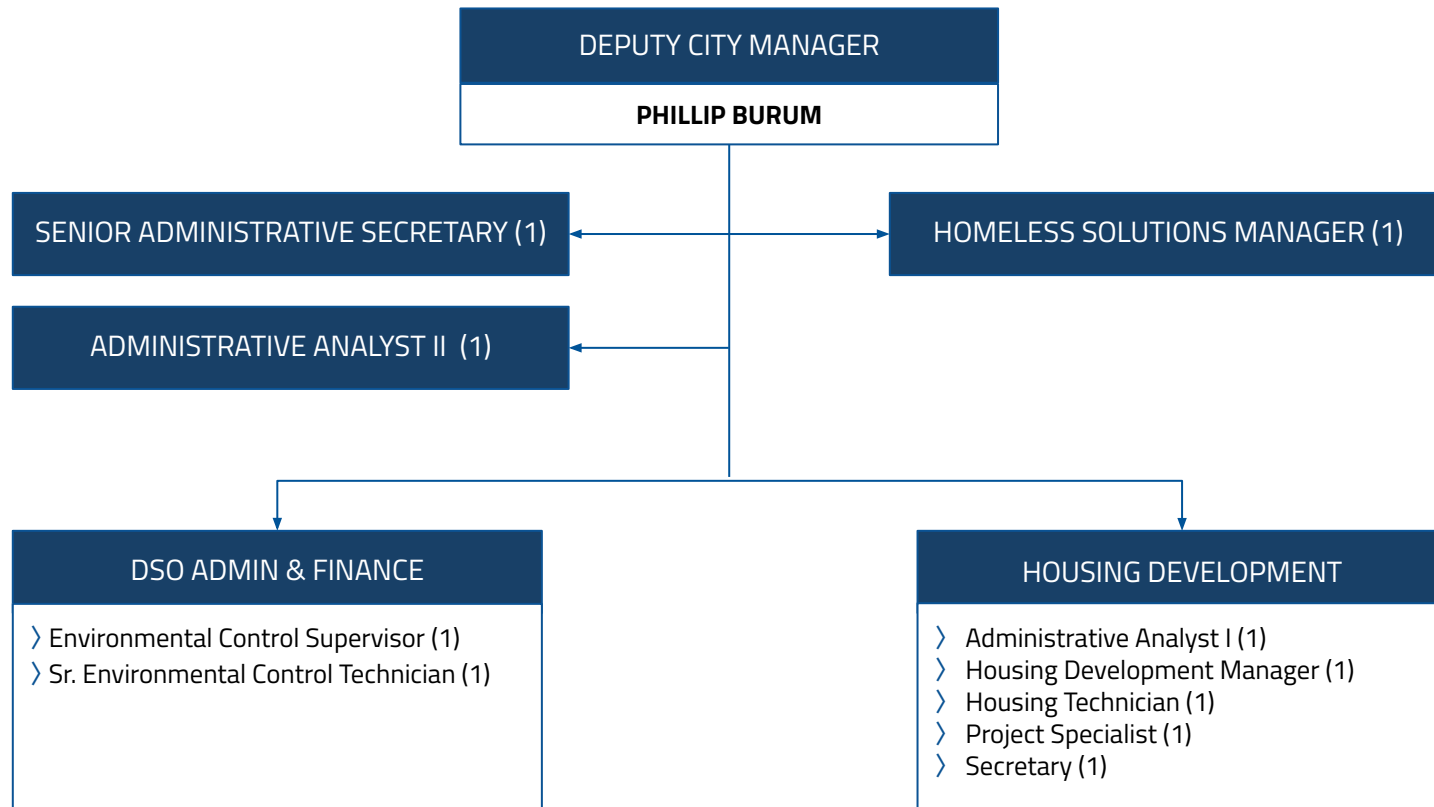 DEPUTY CITY MANAGER
PHILLIP BURUM
SENIOR ADMINISTRATIVE SECRETARY (1)
HOMELESS SOLUTIONS MANAGER (1)
ADMINISTRATIVE ANALYST II (1)
DSO ADMIN & FINANCE
〉Environmental Control Supervisor (1)
〉Sr. Environmental Control Technician (1)
HOUSING DEVELOPMENT
〉 Administrative Analyst I (1)
〉 Housing Development Manager (1)
〉 Housing Technician (1)
〉 Project Specialist (1)
〉 Secretary (1)